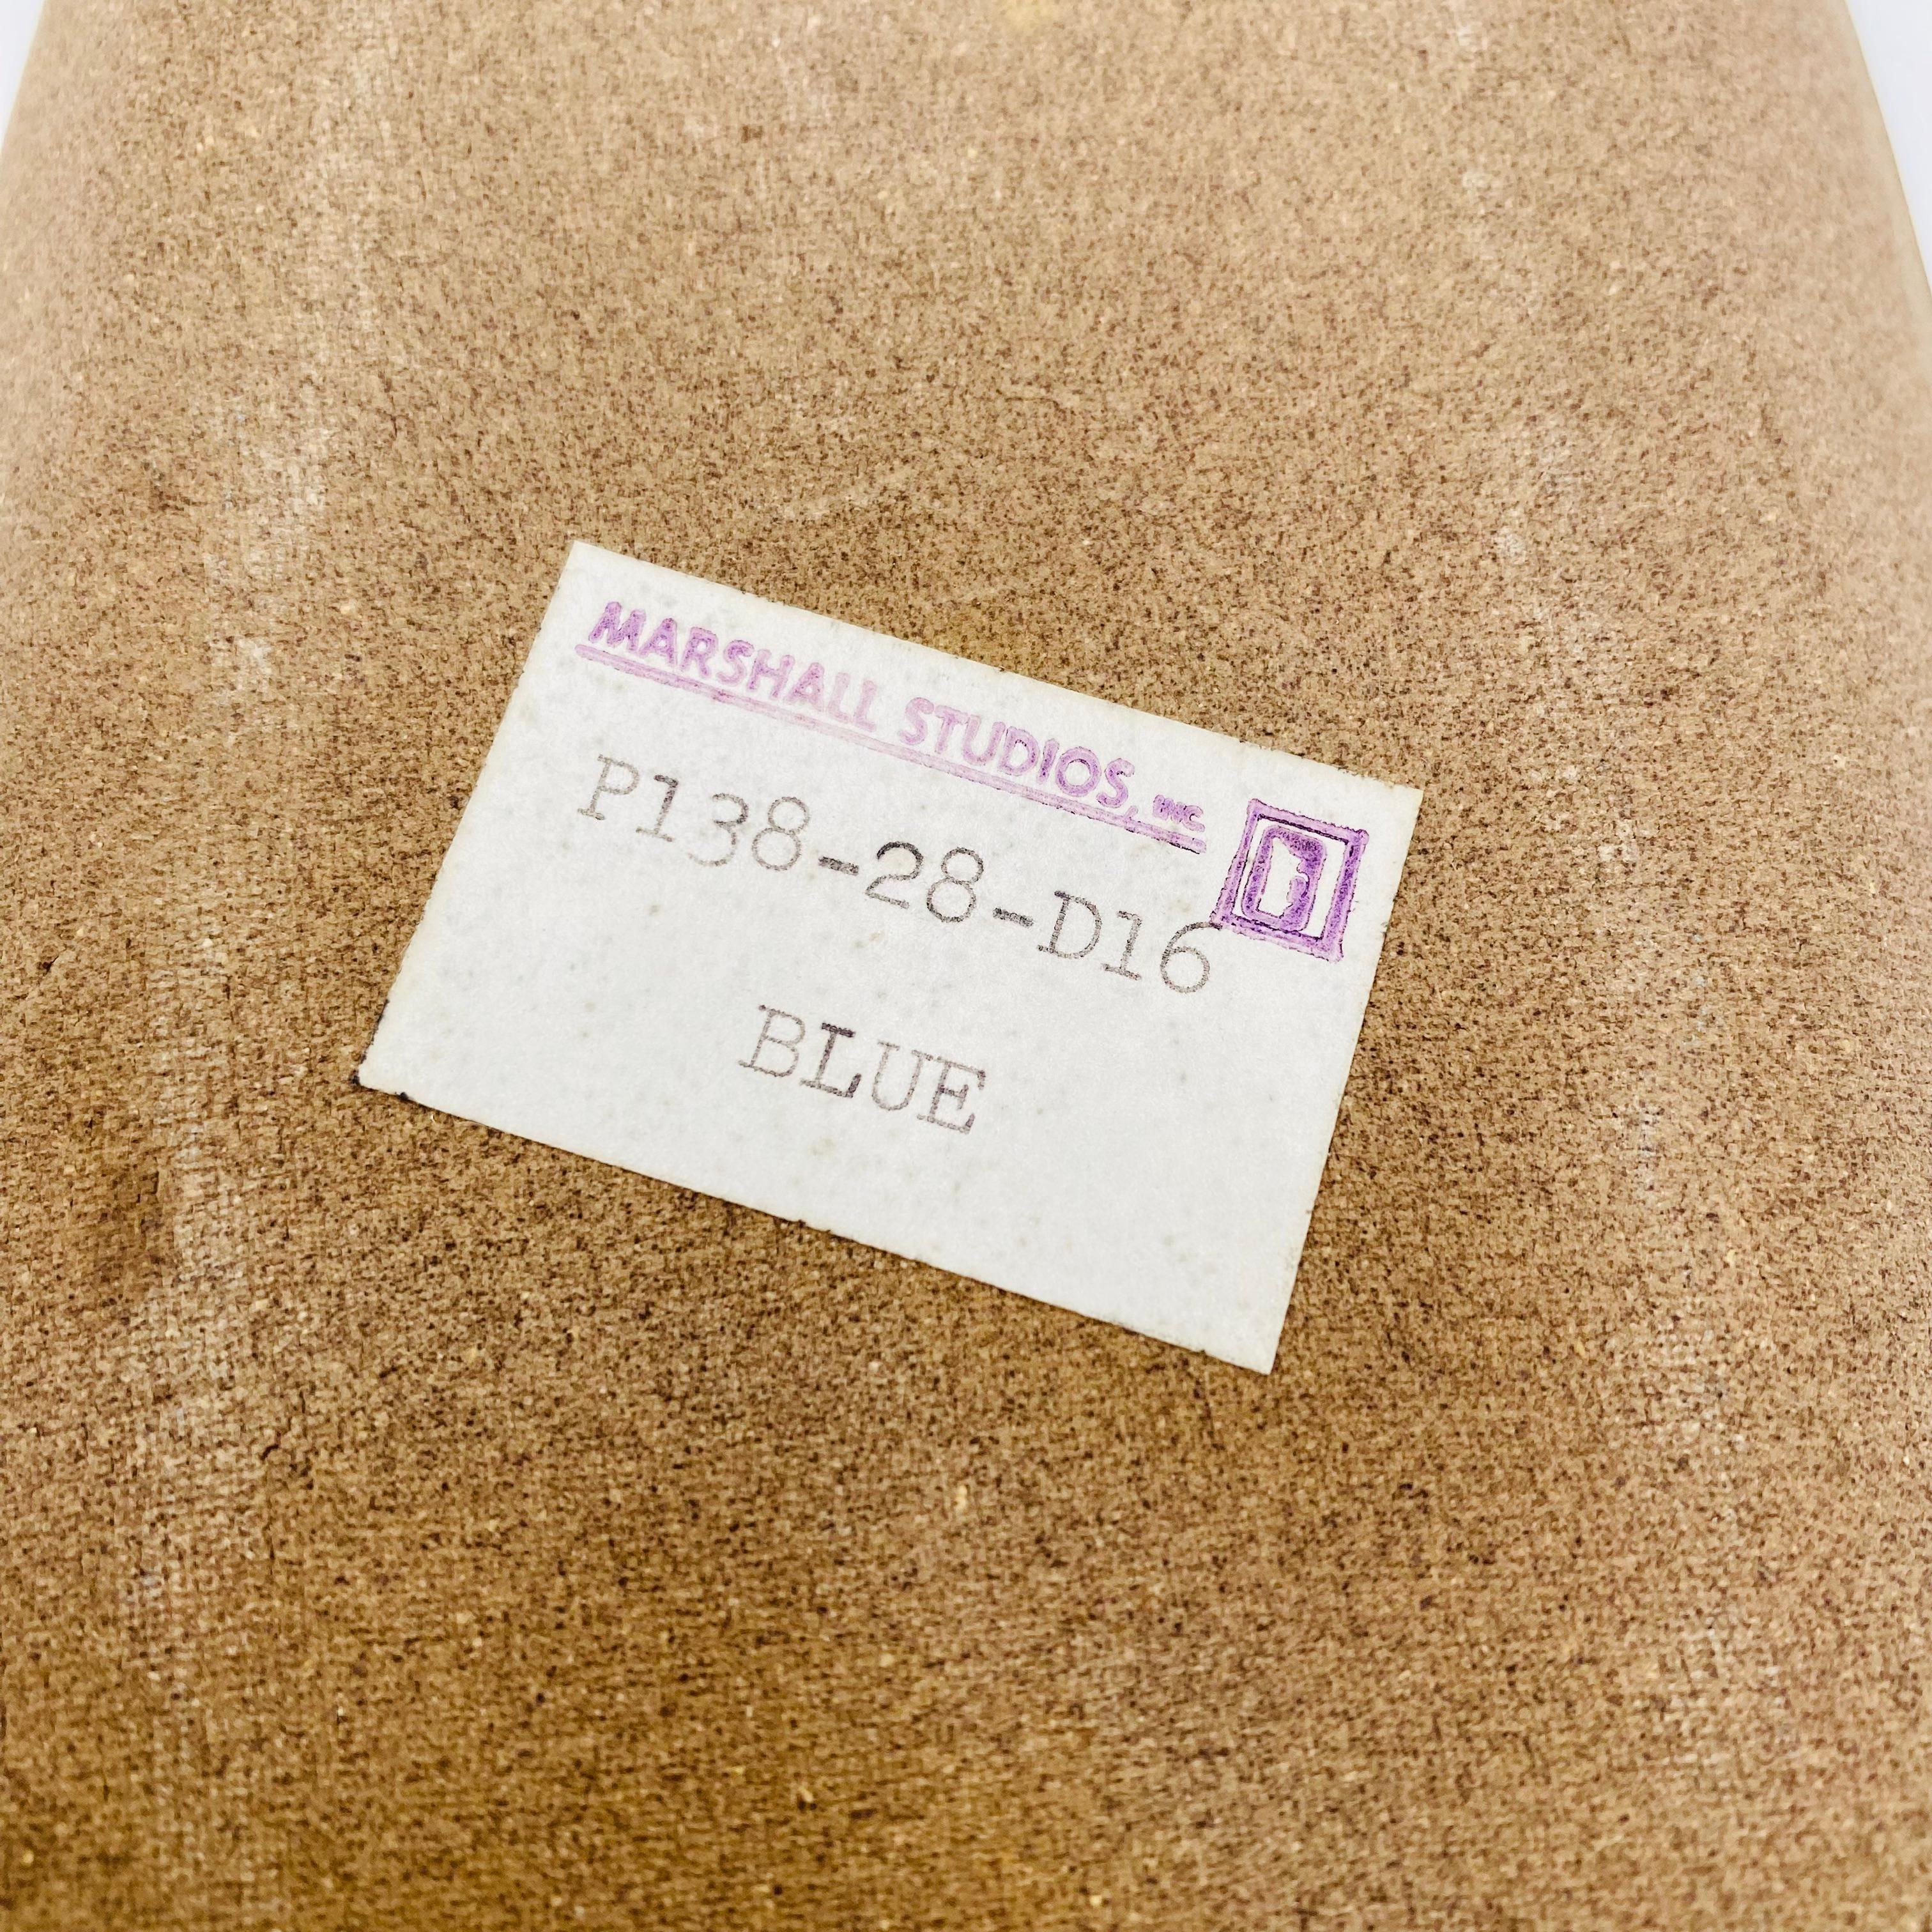 MARSHALL STUDIOS, INC.
P138-28-D16
BLUE